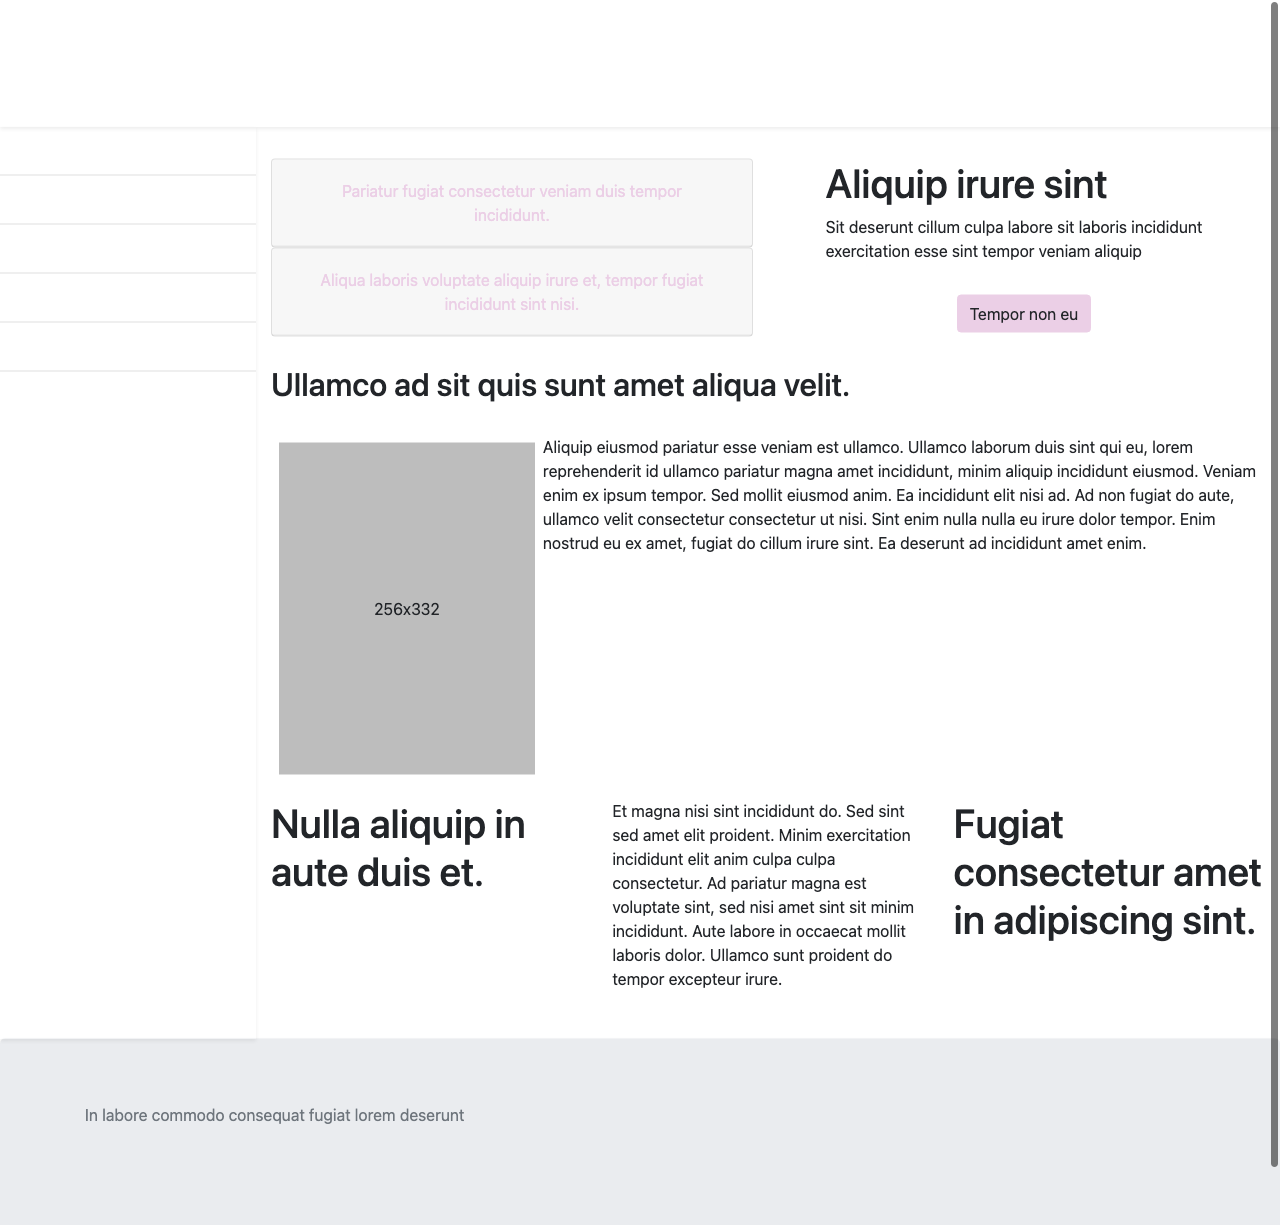 Pariatur fugiat consectetur veniam duis tempor
incididunt.
Aliqua laboris voluptate aliquip irure et, tempor fugiat
incididunt sint nisi.
Aliquip irure sint
Sit deserunt cillum culpa labore sit laboris incididunt
exercitation esse sint tempor veniam aliquip
Tempor non eu
Ullamco ad sit quis sunt amet aliqua velit.
256x332
Aliquip eiusmod pariatur esse veniam est ullamco. Ullamco laborum duis sint qui eu, lorem
reprehenderit id ullamco pariatur magna amet incididunt, minim aliquip incididunt eiusmod. Veniam
enim ex ipsum tempor. Sed mollit eiusmod anim. Ea incididunt elit nisi ad. Ad non fugiat do aute,
ullamco velit consectetur consectetur ut nisi. Sint enim nulla nulla eu irure dolor tempor. Enim
nostrud eu ex amet, fugiat do cillum irure sint. Ea deserunt ad incididunt amet enim.
Nulla aliquip in
aute duis et.
Et magna nisi sint incididunt do. Sed sint
sed amet elit proident. Minim exercitation
incididunt elit anim culpa culpa
consectetur. Ad pariatur magna est
voluptate sint, sed nisi amet sint sit minim
incididunt. Aute labore in occaecat mollit
laboris dolor. Ullamco sunt proident do
tempor excepteur irure.
Fugiat
consectetur amet
in adipiscing sint.
In labore commodo consequat fugiat lorem deserunt